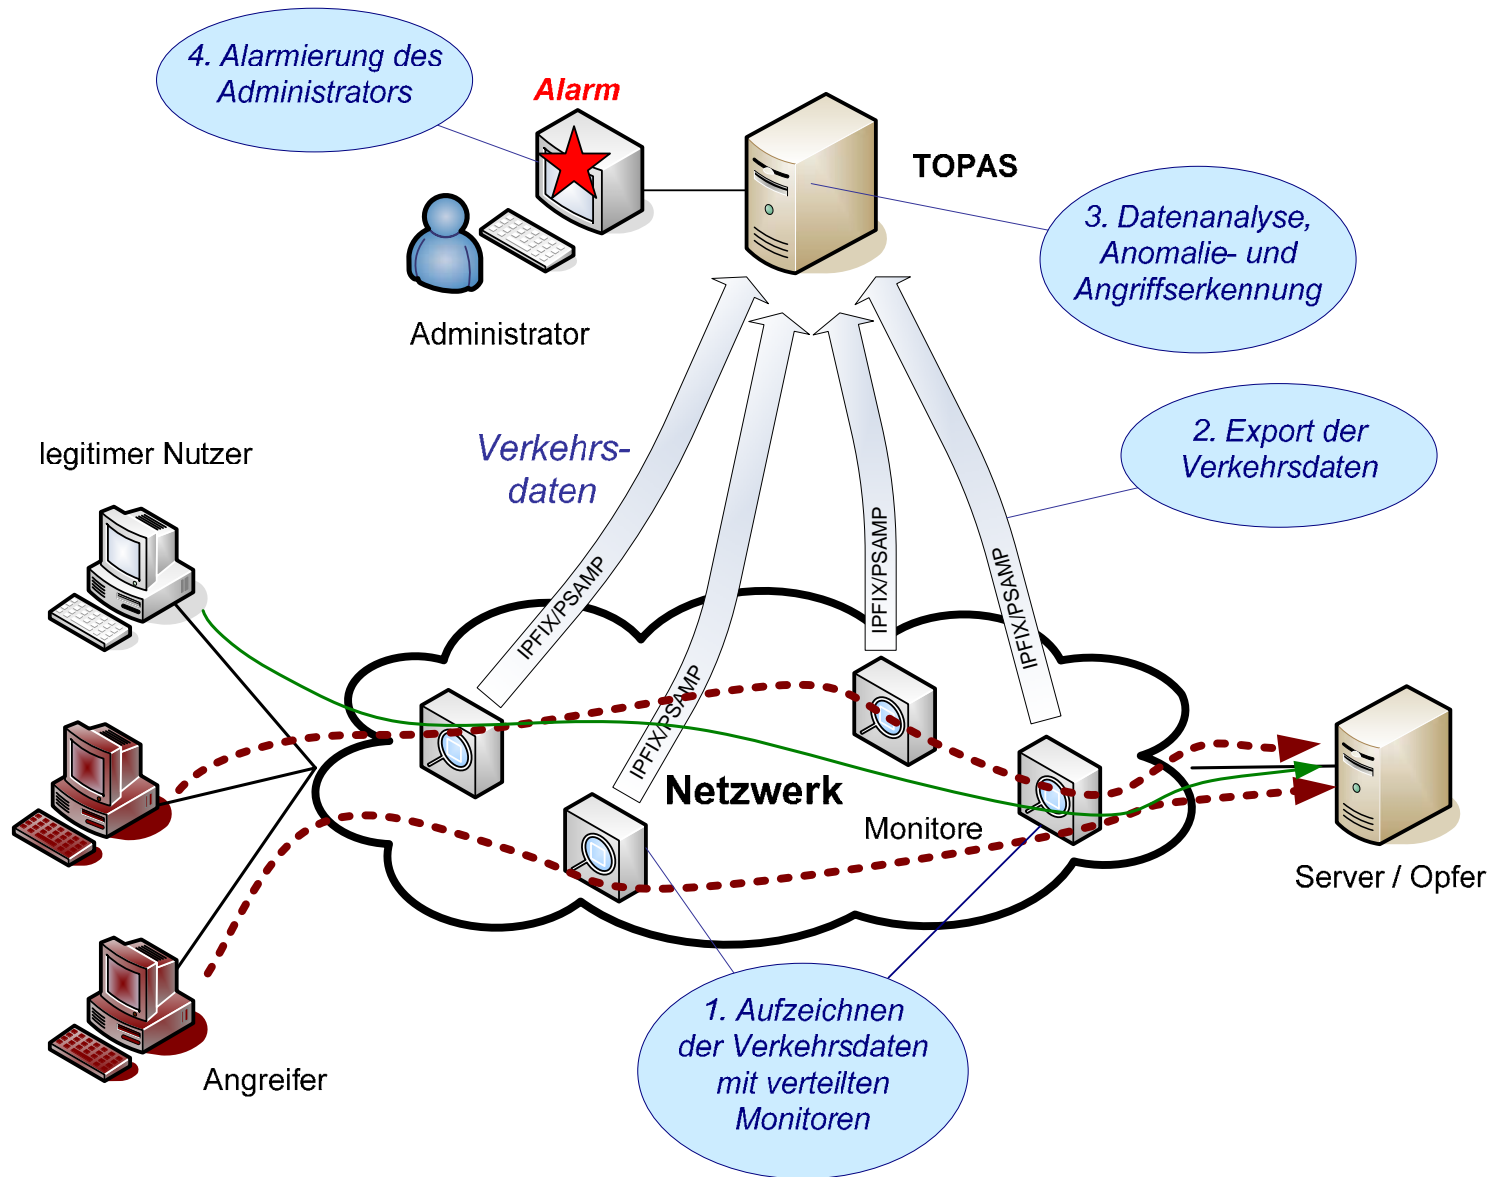 4. Alarmierung des
Administrators
Alarm
TOPAS
3. Datenanalyse,
Anomalie- und
Angriffserkennung
Administrator
2. Export der
Verkehrsdaten
legitimer Nutzer
Verkehrs-
daten
IPFIX/PSAMP
IPFIX/PSAMP
IPFIX/PSAMP
IPFIX/PSAMP
Netzwerk
Monitore
Server / Opfer
1. Aufzeichnen
der Verkehrsdaten
mit verteilten
Monitoren
Angreifer